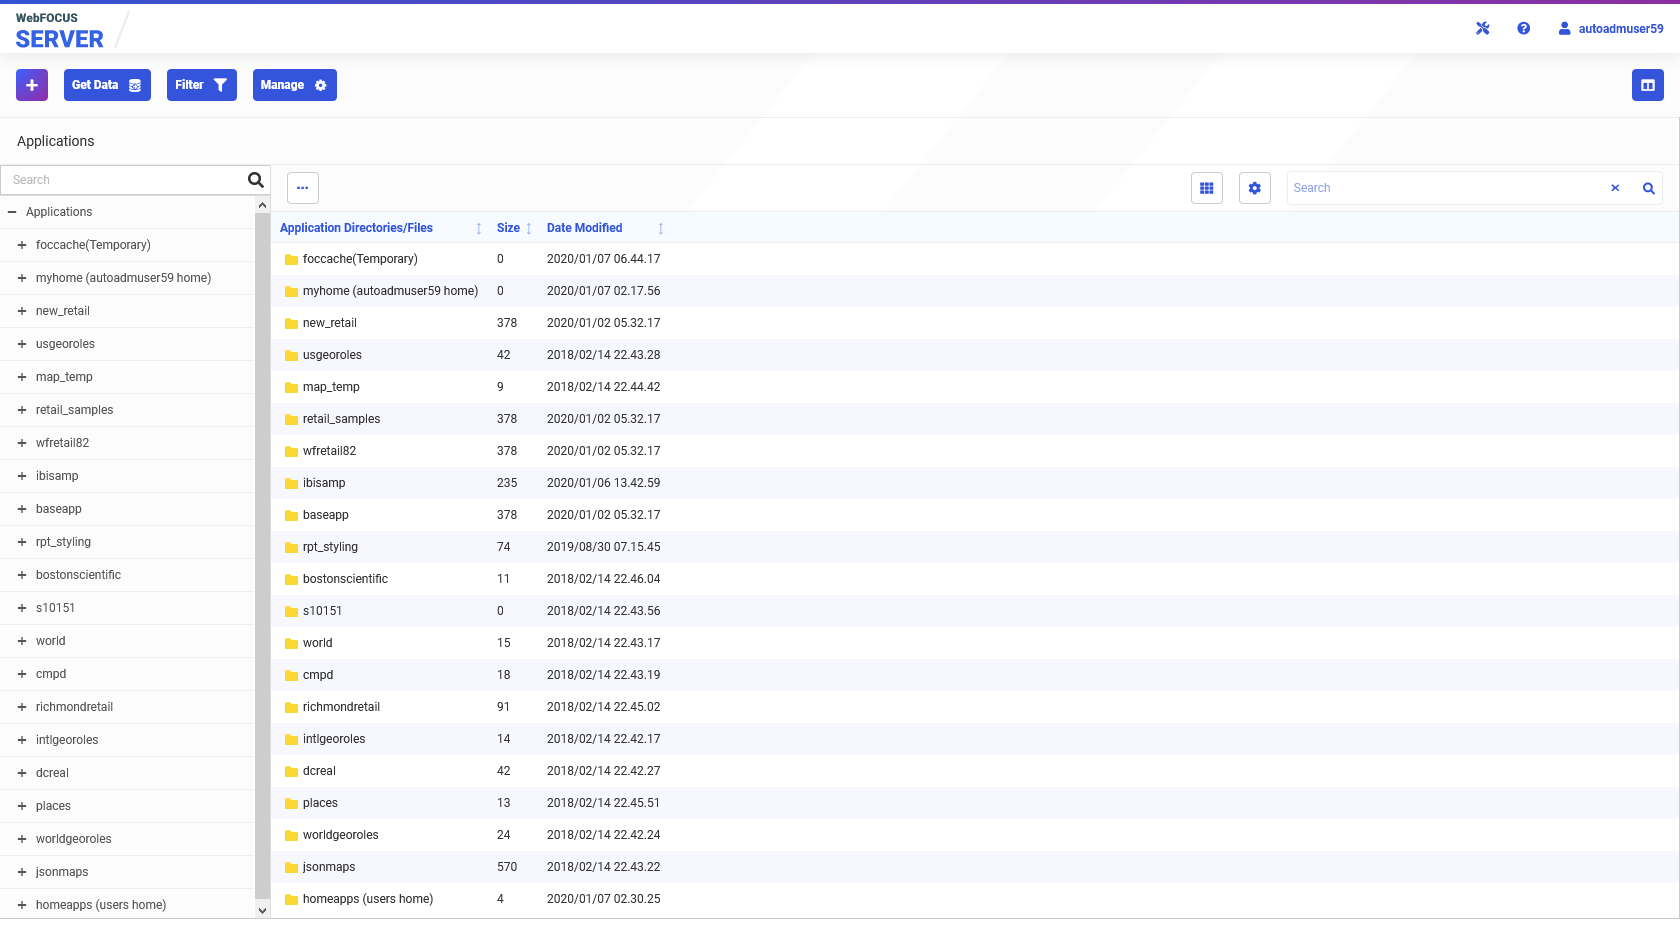 WebFOCUS
SERVER
autoadmuser59
Get Data
Filter
Manage
Applications
Search
Applications
foccache(Temporary)
myhome (autoadmuser59 home)
new_retail
usgeoroles
map_temp
retail_samples
wfretail82
ibisamp
baseapp
rpt_styling
bostonscientific
s10151
world
cmpd
richmondretail
intlgeoroles
dcreal
places
worldgeoroles
jsonmaps
homeapps (users home)
Search
Application Directories/Files Size Date Modified
foccache(Temporary) 0 2020/01/07 06.44.17
myhome (autoadmuser59 home) 0 2020/01/07 02.17.56
new_retail 378 2020/01/02 05.32.17
usgeoroles 42 2018/02/14 22.43.28
map_temp 9 2018/02/14 22.44.42
retail_samples 378 2020/01/02 05.32.17
wfretail82 378 2020/01/02 05.32.17
ibisamp 235 2020/01/06 13.42.59
baseapp 378 2020/01/02 05.32.17
rpt_styling 74 2019/08/30 07.15.45
bostonscientific 11 2018/02/14 22.46.04
s10151 0 2018/02/14 22.43.56
world 15 2018/02/14 22.43.17
cmpd 18 2018/02/14 22.43.19
richmondretail 91 2018/02/14 22.45.02
intlgeoroles 14 2018/02/14 22.42.17
dcreal 42 2018/02/14 22.42.27
places 13 2018/02/14 22.45.51
worldgeoroles 24 2018/02/14 22.42.24
jsonmaps 570 2018/02/14 22.43.22
homeapps (users home) 4 2020/01/07 02.30.25